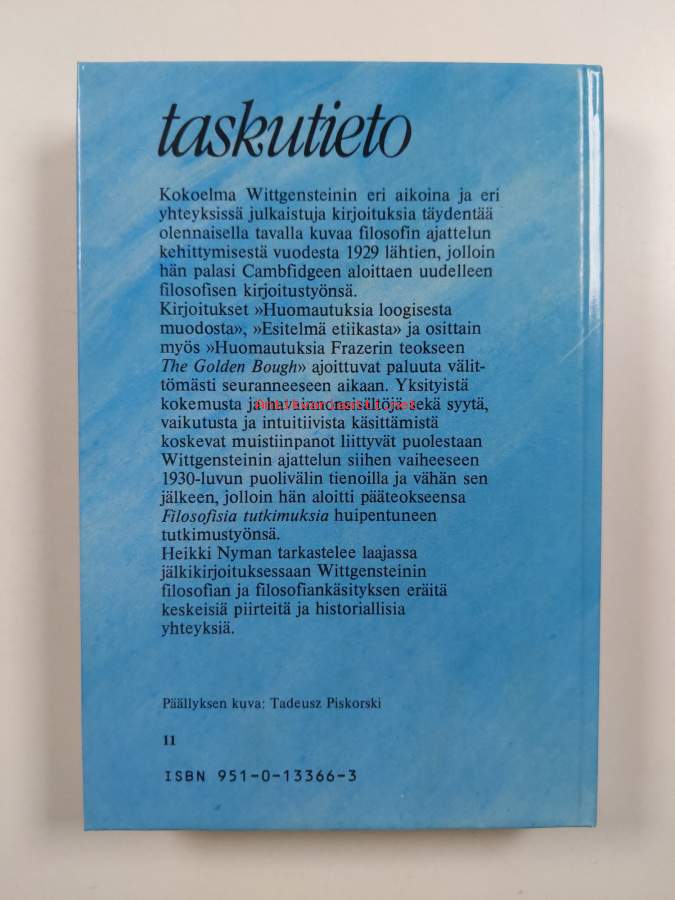 taskutieto
Kokoelma Wittgensteinin eri aikoina ja eri
yhteyksissä julkaistuja kirjoituksia täydentää
olennaisella tavalla kuvaa filosofin ajattelun
kehittymisestä vuodesta 1929 lähtien, jolloin
hän palasi Cambfidgeen aloittaen uudelleen
filosofisen kirjoitustyönsä.
Kirjoitukset »Huomautuksia loogisesta
muodosta», »Esitelmä etiikasta» ja osittain
myös »Huomautuksia Frazerin teokseen
The Golden Bough» ajoittuvat paluuta välit-
tömästi seuranneeseen aikaan. Yksityistä
kokemusta ja havainnonsisältöjä sekä syytä,
vaikutusta ja intuitiivista käsittämistä
koskevat muistiinpanot liittyvät puolestaan
Wittgensteinin ajattelun siihen vaiheeseen
1930-luvun puolivälin tienoilla ja vähän sen
jälkeen, jolloin hän aloitti pääteokseensa
Filosofisia tutkimuksia huipentuneen
tutkimustyönsä.
Heikki Nyman tarkastelee laajassa
jälkikirjoituksessaan Wittgensteinin
filosofian ja filosofiankäsityksen eräitä
keskeisiä piirteitä ja historiallisia
yhteyksiä.
Päällyksen kuva: Tadeusz Piskorski
11
ISBN 951-0-13366-3